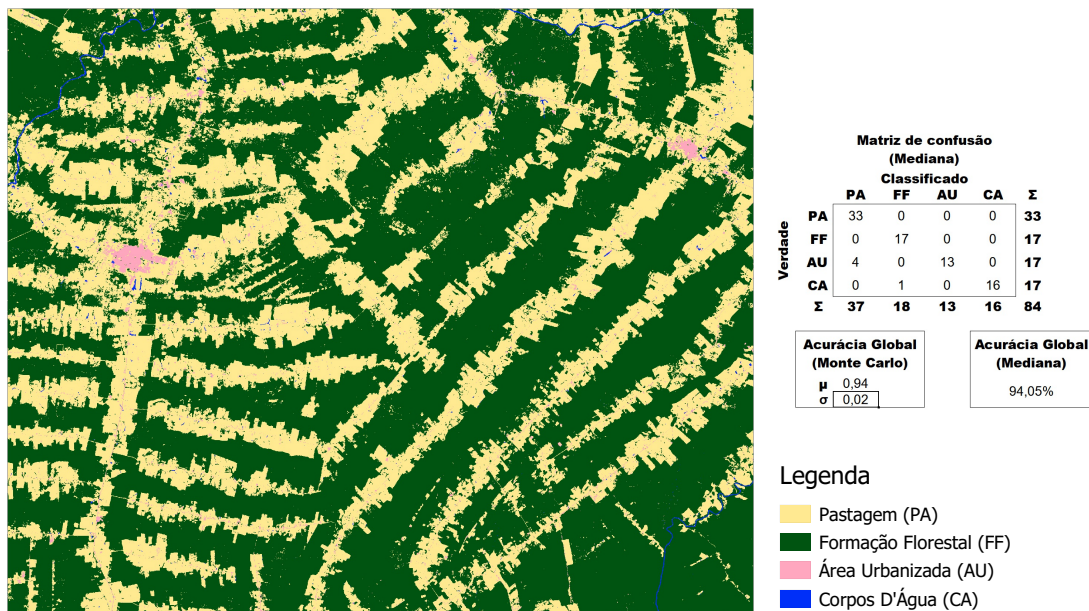 Matriz de confusão
(Mediana)
Classificado
PA FF AU CA Σ
Verdade
PA 33 0 0 0 33
FF 0 17 0 0 17
AU 4 0 13 0 17
CA 0 1 0 16 17
Σ 37 18 13 16 84
Acurácia Global
(Monte Carlo)
μ 0,94
σ 0,02
Acurácia Global
(Mediana)
94,05%
Legenda
Pastagem (PA)
Formação Florestal (FF)
Área Urbanizada (AU)
Corpos D'Água (CA)